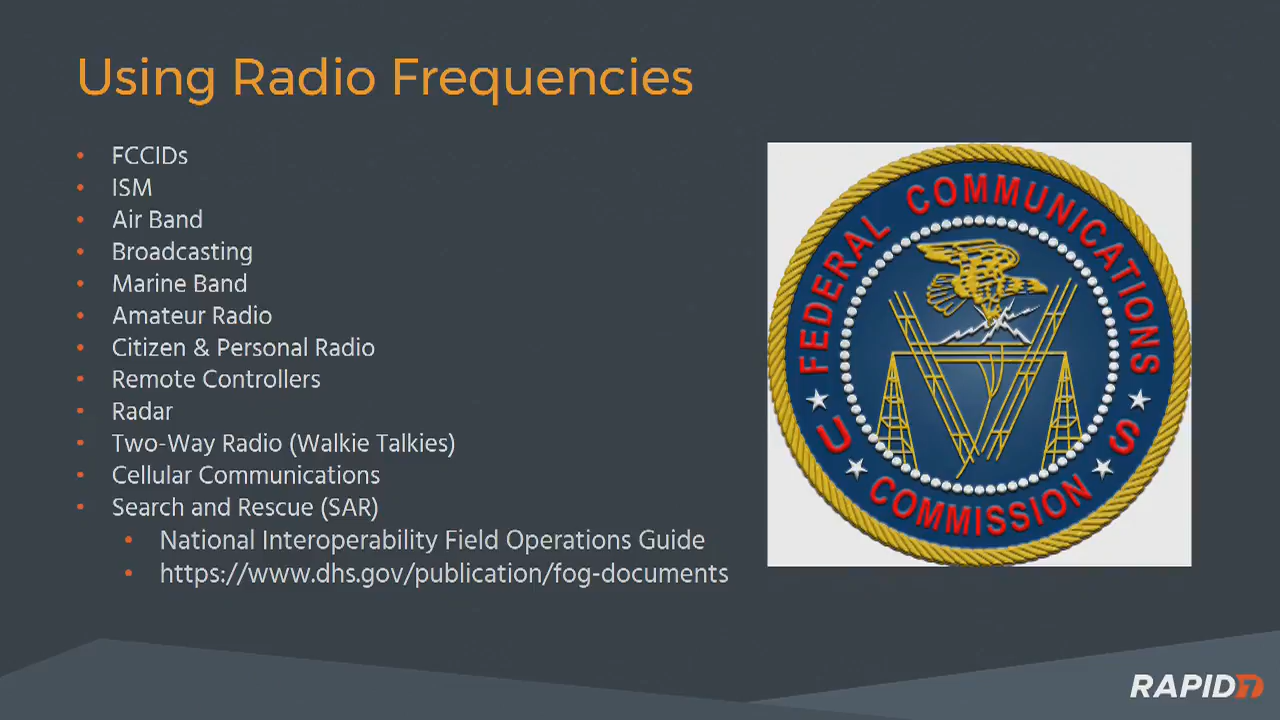 Using Radio Frequencies
• FCCIDs
• ISM
• Air Band
• Broadcasting
• Marine Band
• Amateur Radio
• Citizen & Personal Radio
• Remote Controllers
• Radar
• Two-Way Radio (Walkie Talkies)
• Cellular Communications
• Search and Rescue (SAR)
• National Interoperability Field Operations Guide
• https://www.dhs.gov/publication/fog-documents
FEDERAL COMMUNICATIONS
U S
COMMISSION
RAPID7